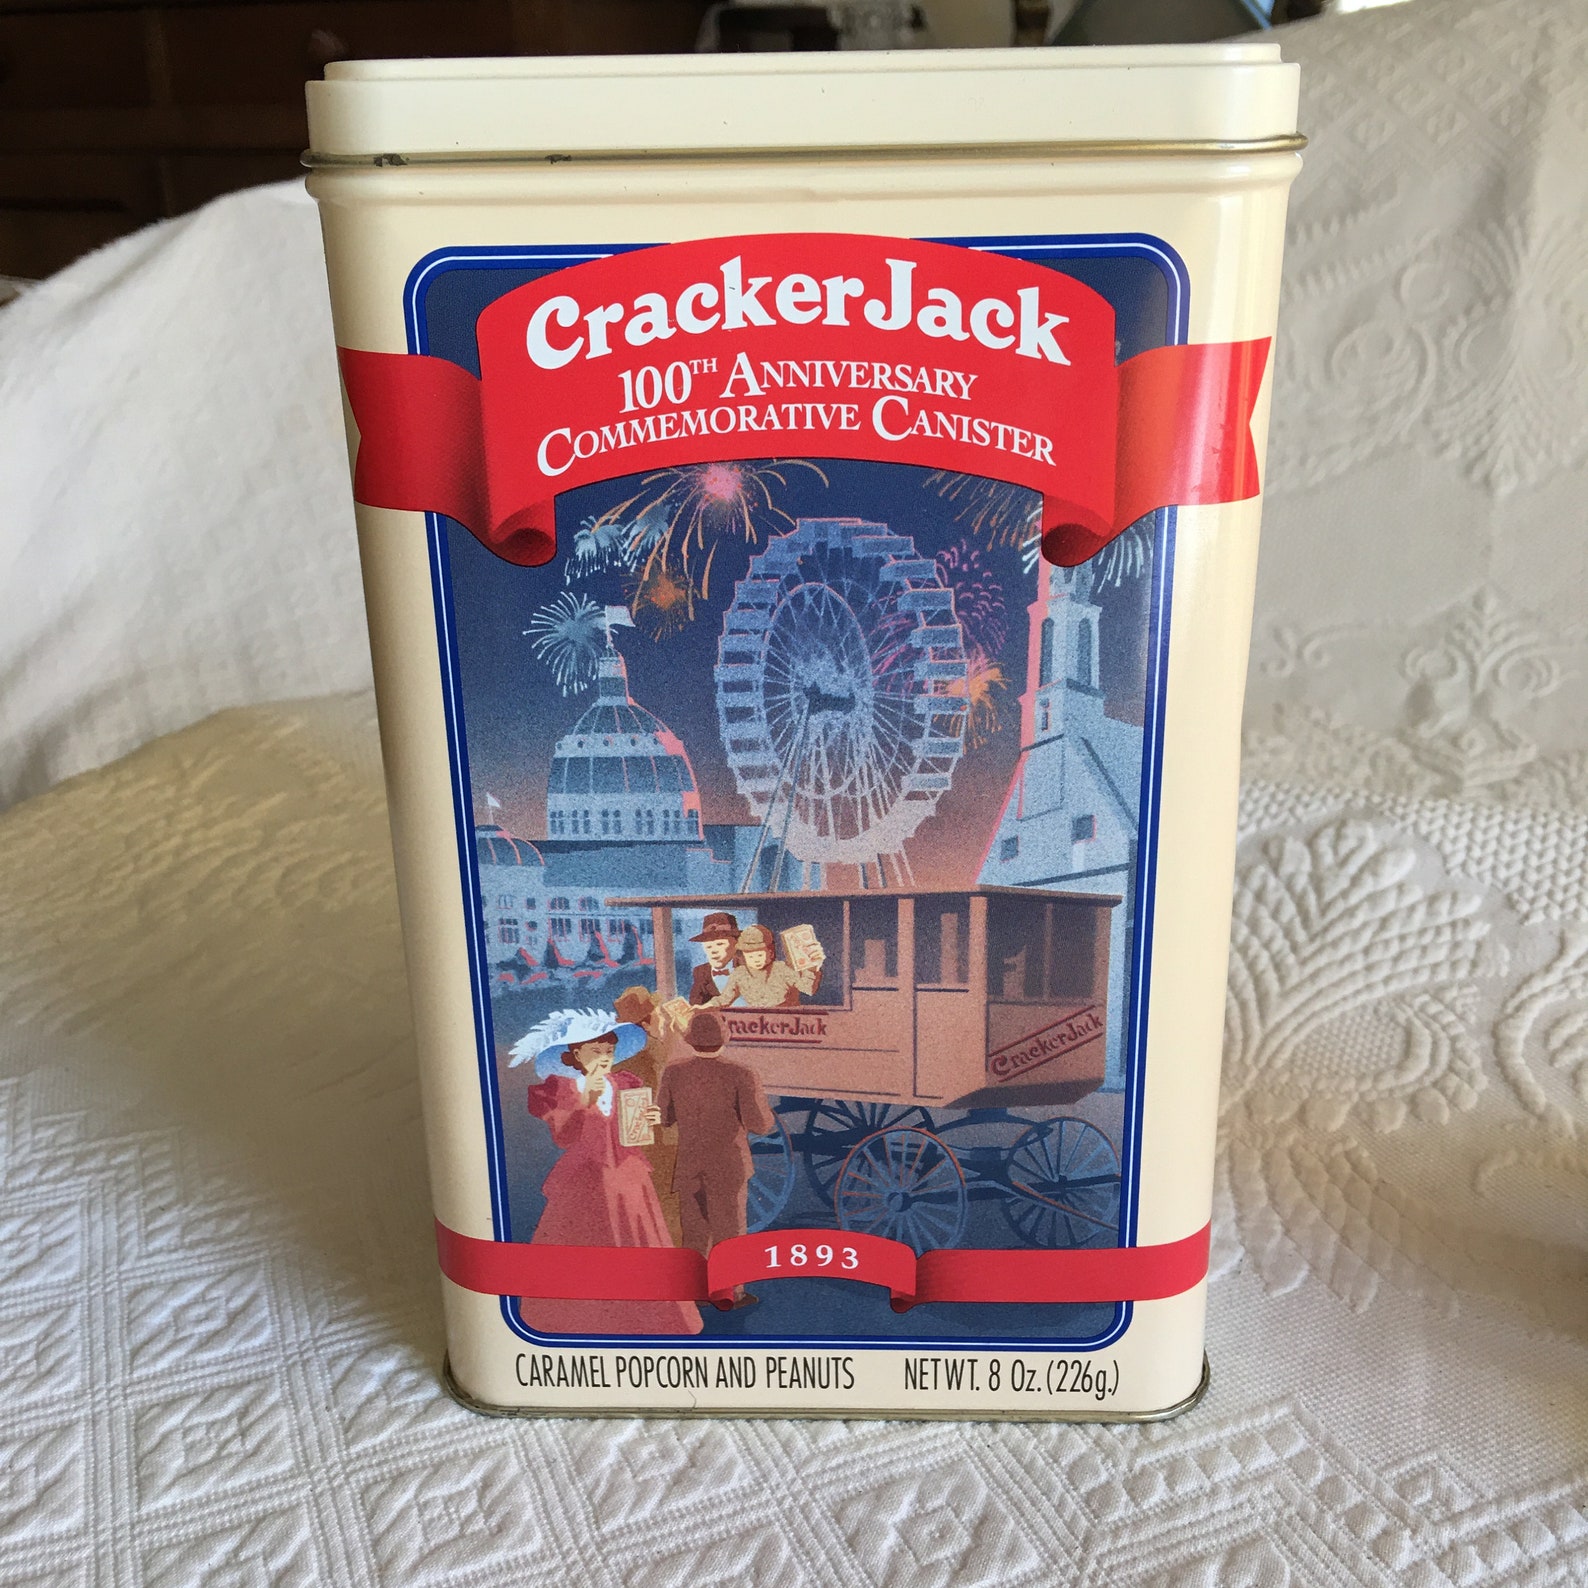 CrackerJack
100TH ANNIVERSARY
COMMEMORATIVE CANISTER
CrackerJack
CrackerJack
1893
CARAMEL POPCORN AND PEANUTS NET WT. 8 Oz. (226g.)